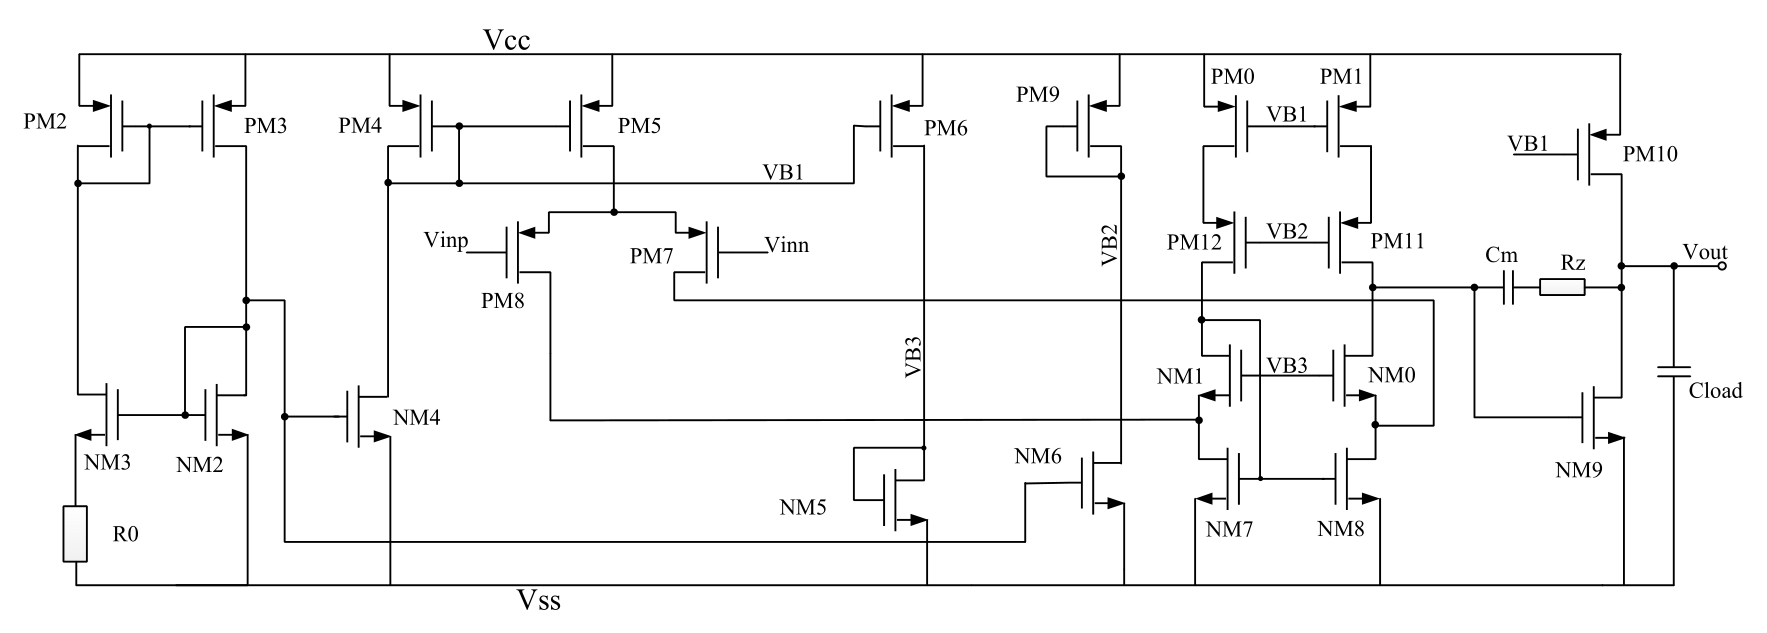 Vcc
PM2
PM3
PM4
PM5
PM6
PM9
PM0
PM1
VB1
VB1
PM10
VB1
Vinp
PM7
Vinn
PM8
VB2
PM12
VB2
PM11
Cm
Rz
Vout
VB3
NM1
VB3
NM0
Cload
NM3
NM2
NM4
NM5
NM6
NM7
NM8
NM9
R0
Vss